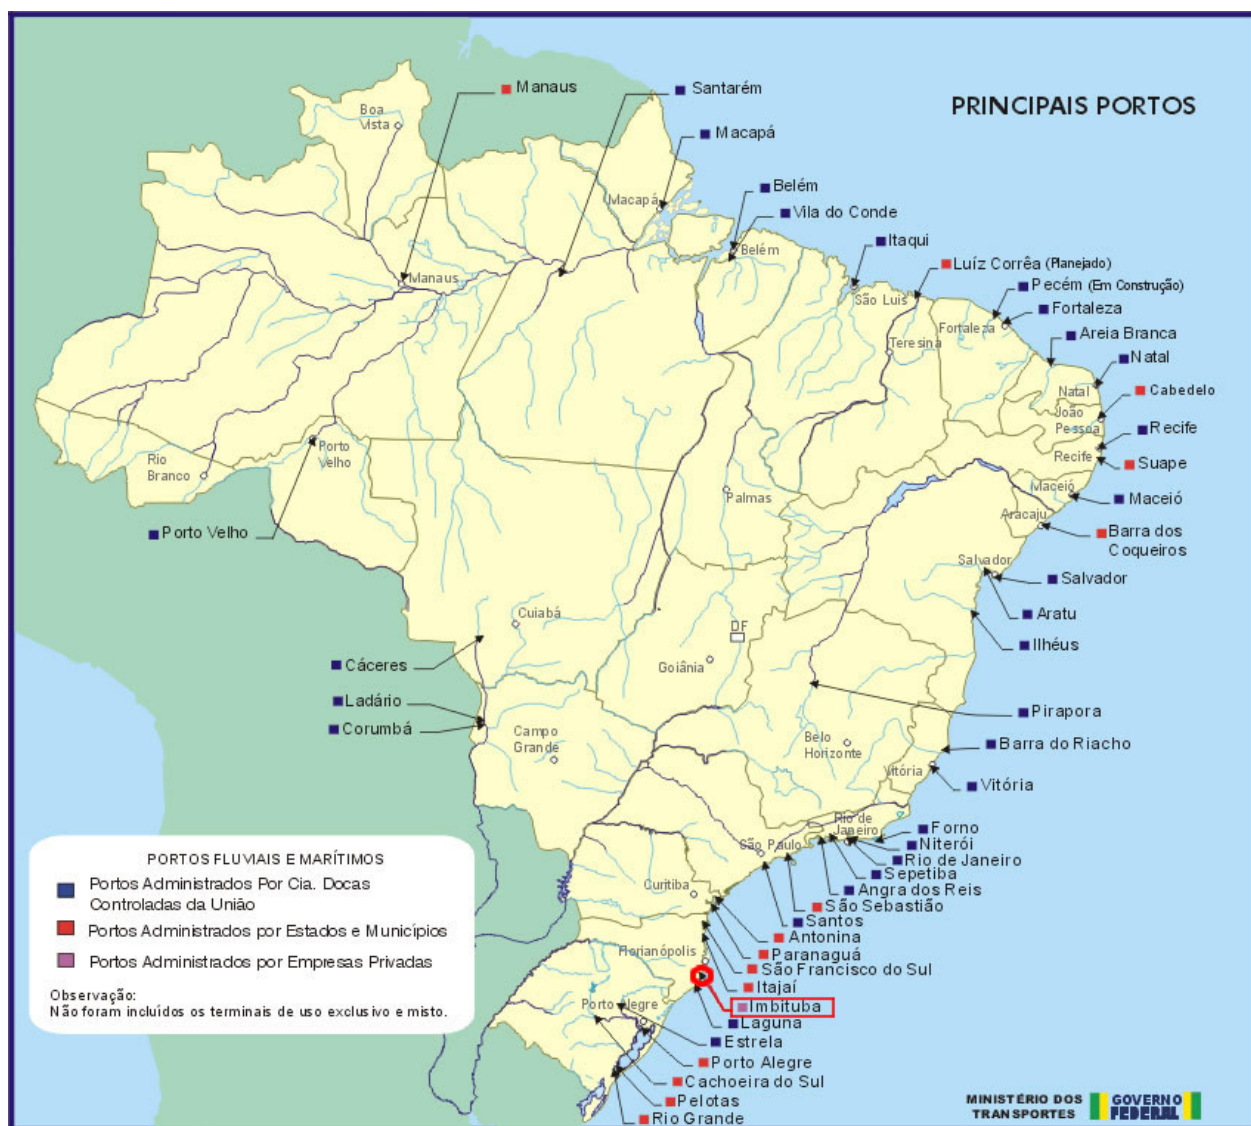 PRINCIPAIS PORTOS
Manaus
Santarém
Macapá
Belém
Vila do Conde
Itaqui
Luíz Corrêa (Planejado)
Pecém (Em Construção)
Fortaleza
Areia Branca
Natal
Cabedelo
Recife
Suape
Maceió
Barra dos
Coqueiros
Salvador
Aratu
Ilhéus
Pirapora
Barra do Riacho
Vitória
Forno
Niterói
Rio de Janeiro
Sepetiba
Angra dos Reis
São Sebastião
Santos
Antonina
Paranaguá
São Francisco do Sul
Itajaí
Imbituba
Laguna
Estrela
Porto Alegre
Cachoeira do Sul
Pelotas
Rio Grande
Porto Velho
Cáceres
Ladário
Corumbá
Boa
Vista
Macapá
Manaus
Belém
São Luis
Teresina
Fortaleza
Natal
João
Pessoa
Recife
Maceió
Aracaju
Salvador
Palmas
Rio
Branco
Porto
Velho
Cuiabá
DF
Goiânia
Campo
Grande
Belo
Horizonte
Vitória
Rio de
Janeiro
São Paulo
Curitiba
Florianópolis
Porto Alegre
PORTOS FLUVIAIS E MARÍTIMOS
Portos Administrados Por Cia. Docas
Controladas da União
Portos Administrados por Estados e Municípios
Portos Administrados por Empresas Privadas
Observação:
Não foram incluídos os terminais de uso exclusivo e misto.
MINISTÉRIO DOS
TRANSPORTES
GOVERNO
FEDERAL